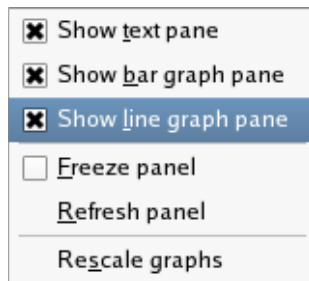 Show text pane
Show bar graph pane
Show line graph pane
Freeze panel
Refresh panel
Rescale graphs